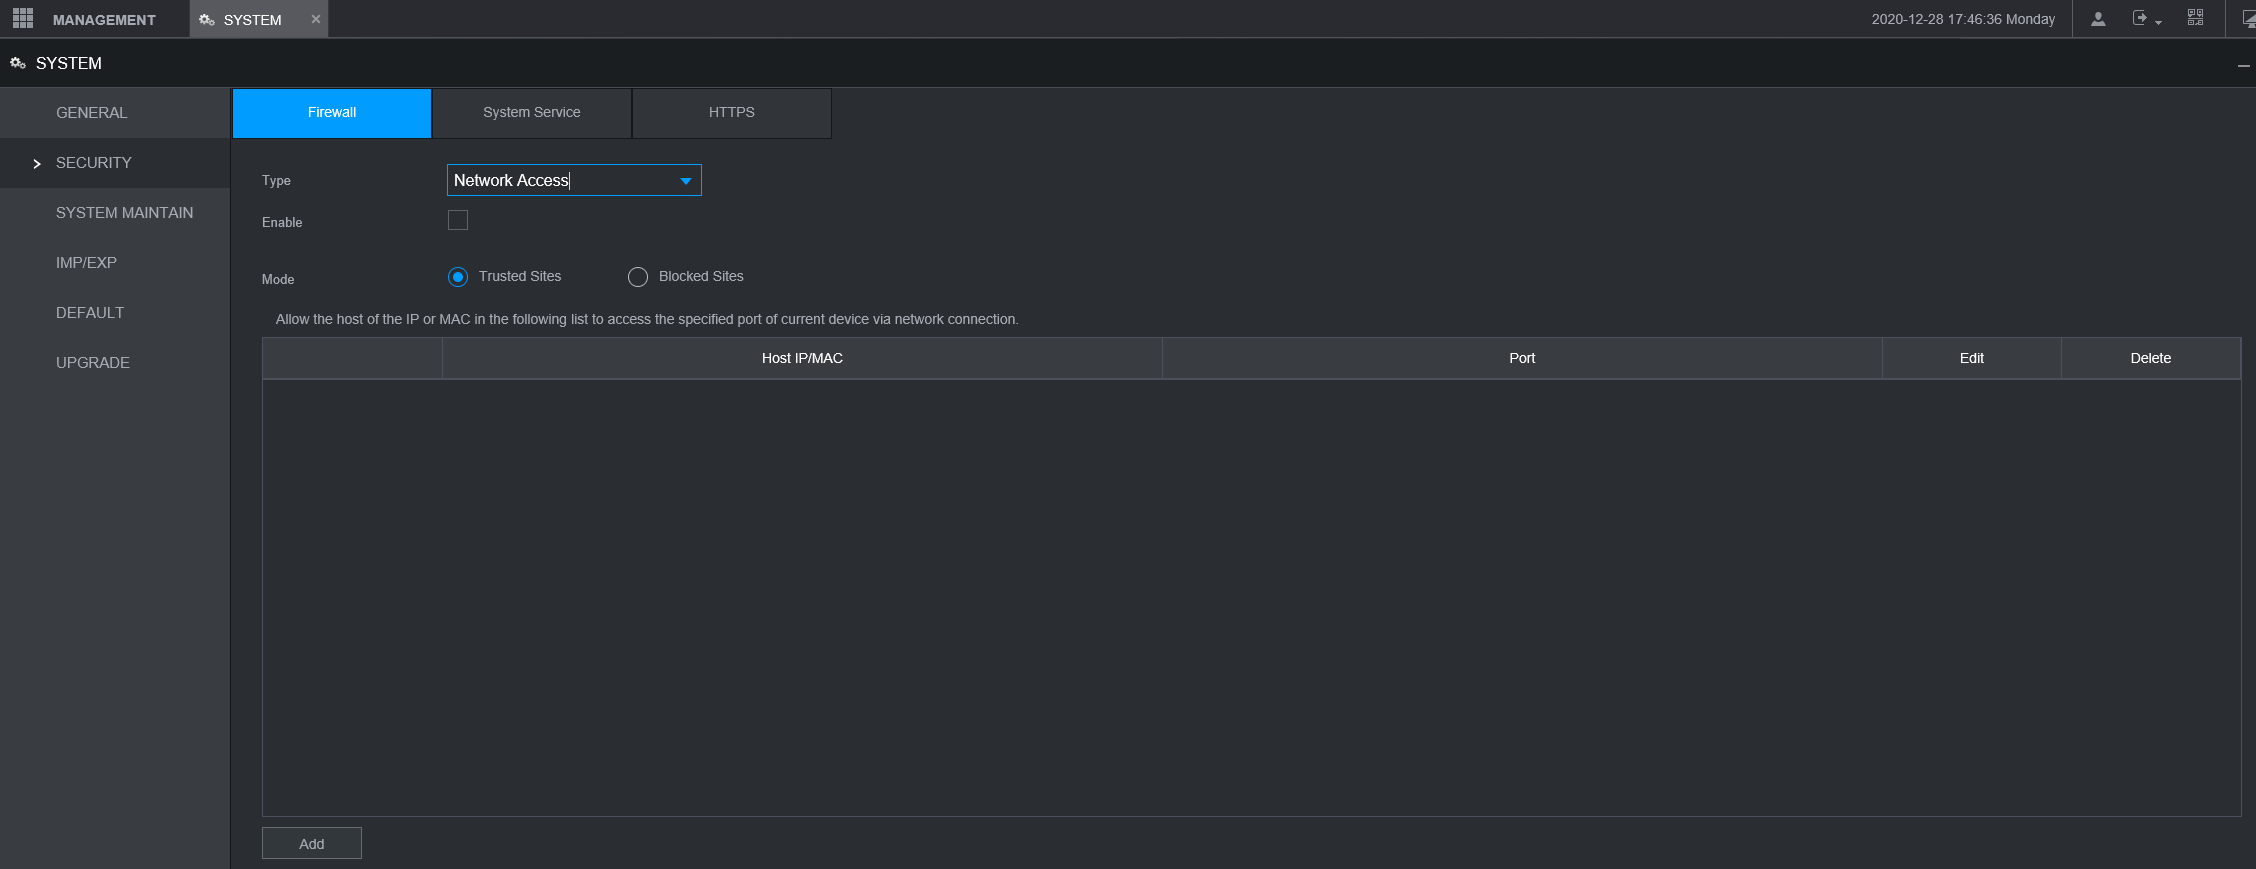 MANAGEMENT
SYSTEM
2020-12-28 17:46:36 Monday
SYSTEM
GENERAL
SECURITY
SYSTEM MAINTAIN
IMP/EXP
DEFAULT
UPGRADE
Firewall System Service HTTPS
Type Network Access
Enable
Mode Trusted Sites Blocked Sites
Allow the host of the IP or MAC in the following list to access the specified port of current device via network connection.
Host IP/MAC Port Edit Delete
Add